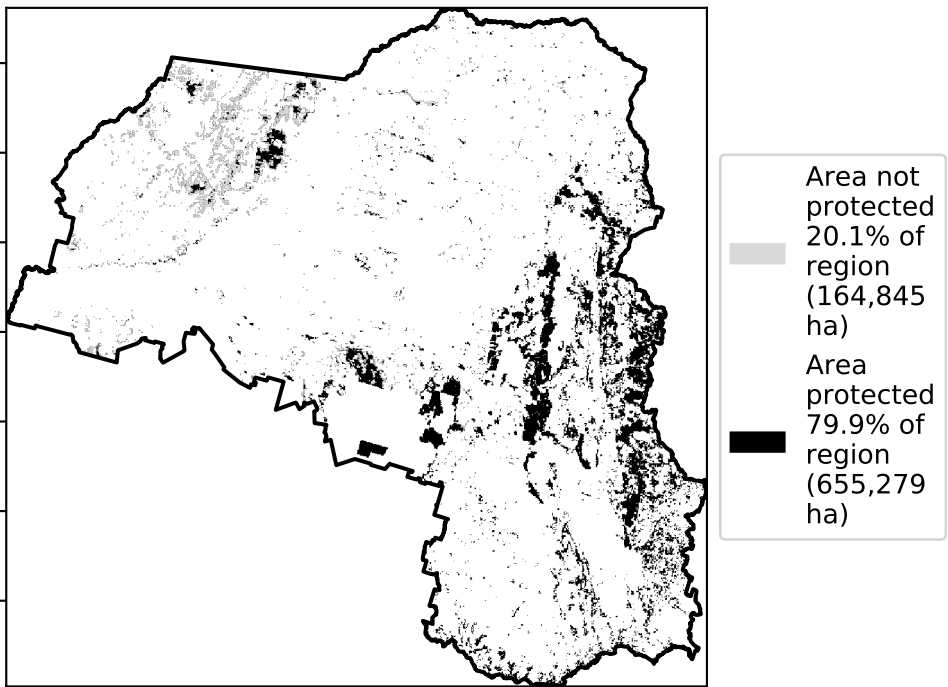 Area not
protected
20.1% of
region
(164,845
ha)
Area
protected
79.9% of
region
(655,279
ha)